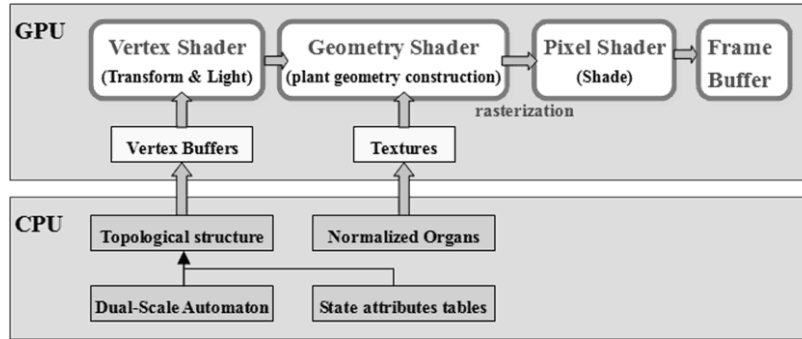 GPU
Vertex Shader
(Transform & Light)
Geometry Shader
(plant geometry construction)
Pixel Shader
(Shade)
Frame
Buffer
rasterization
Vertex Buffers
Textures
CPU
Topological structure
Normalized Organs
Dual-Scale Automaton
State attributes tables